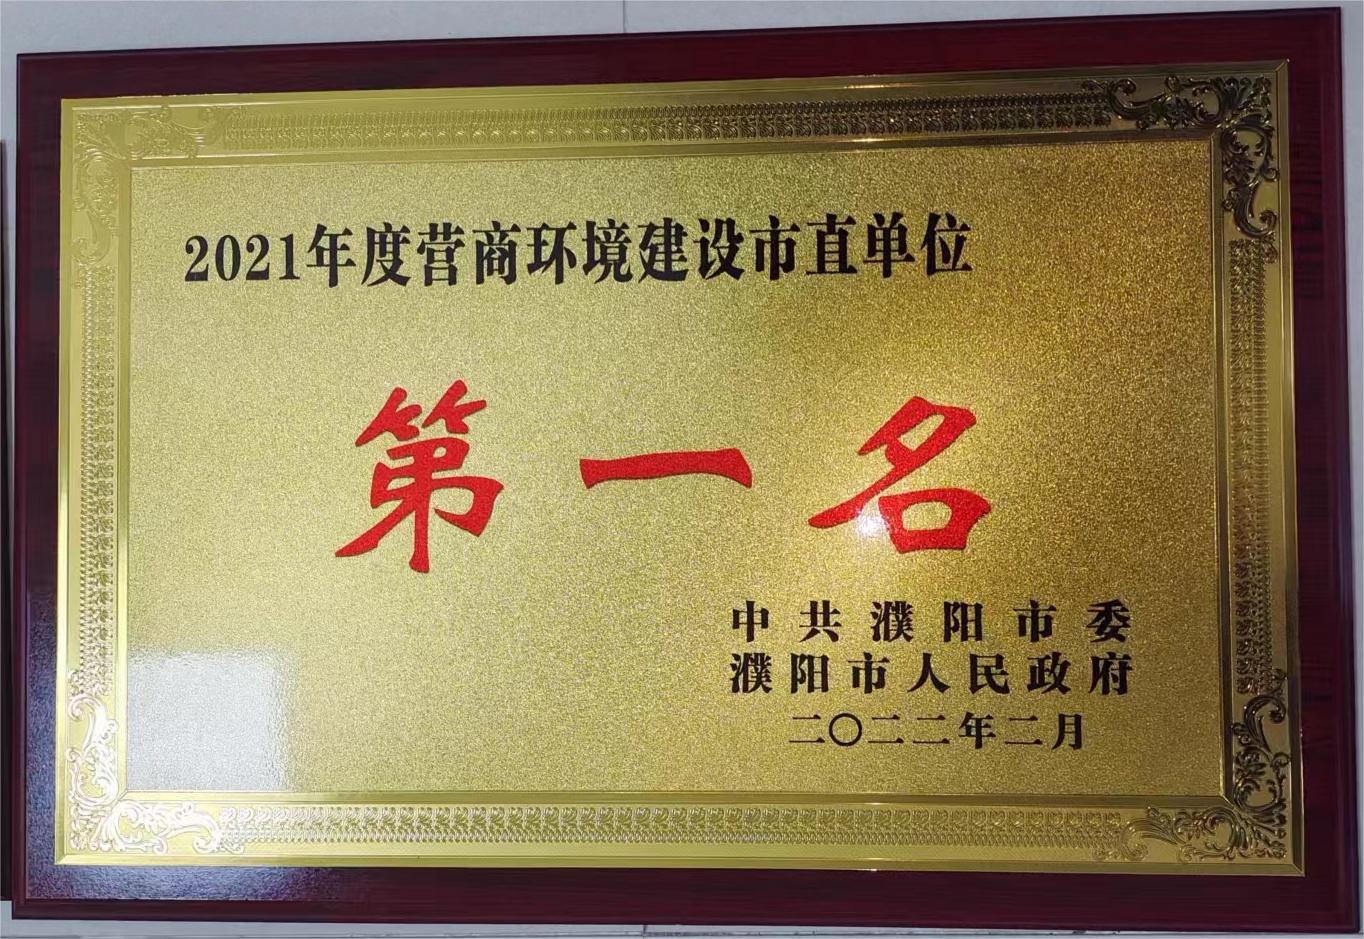 2021年度营商环境建设市直单位
第一名
中共濮阳市委
濮阳市人民政府
二〇二二年二月